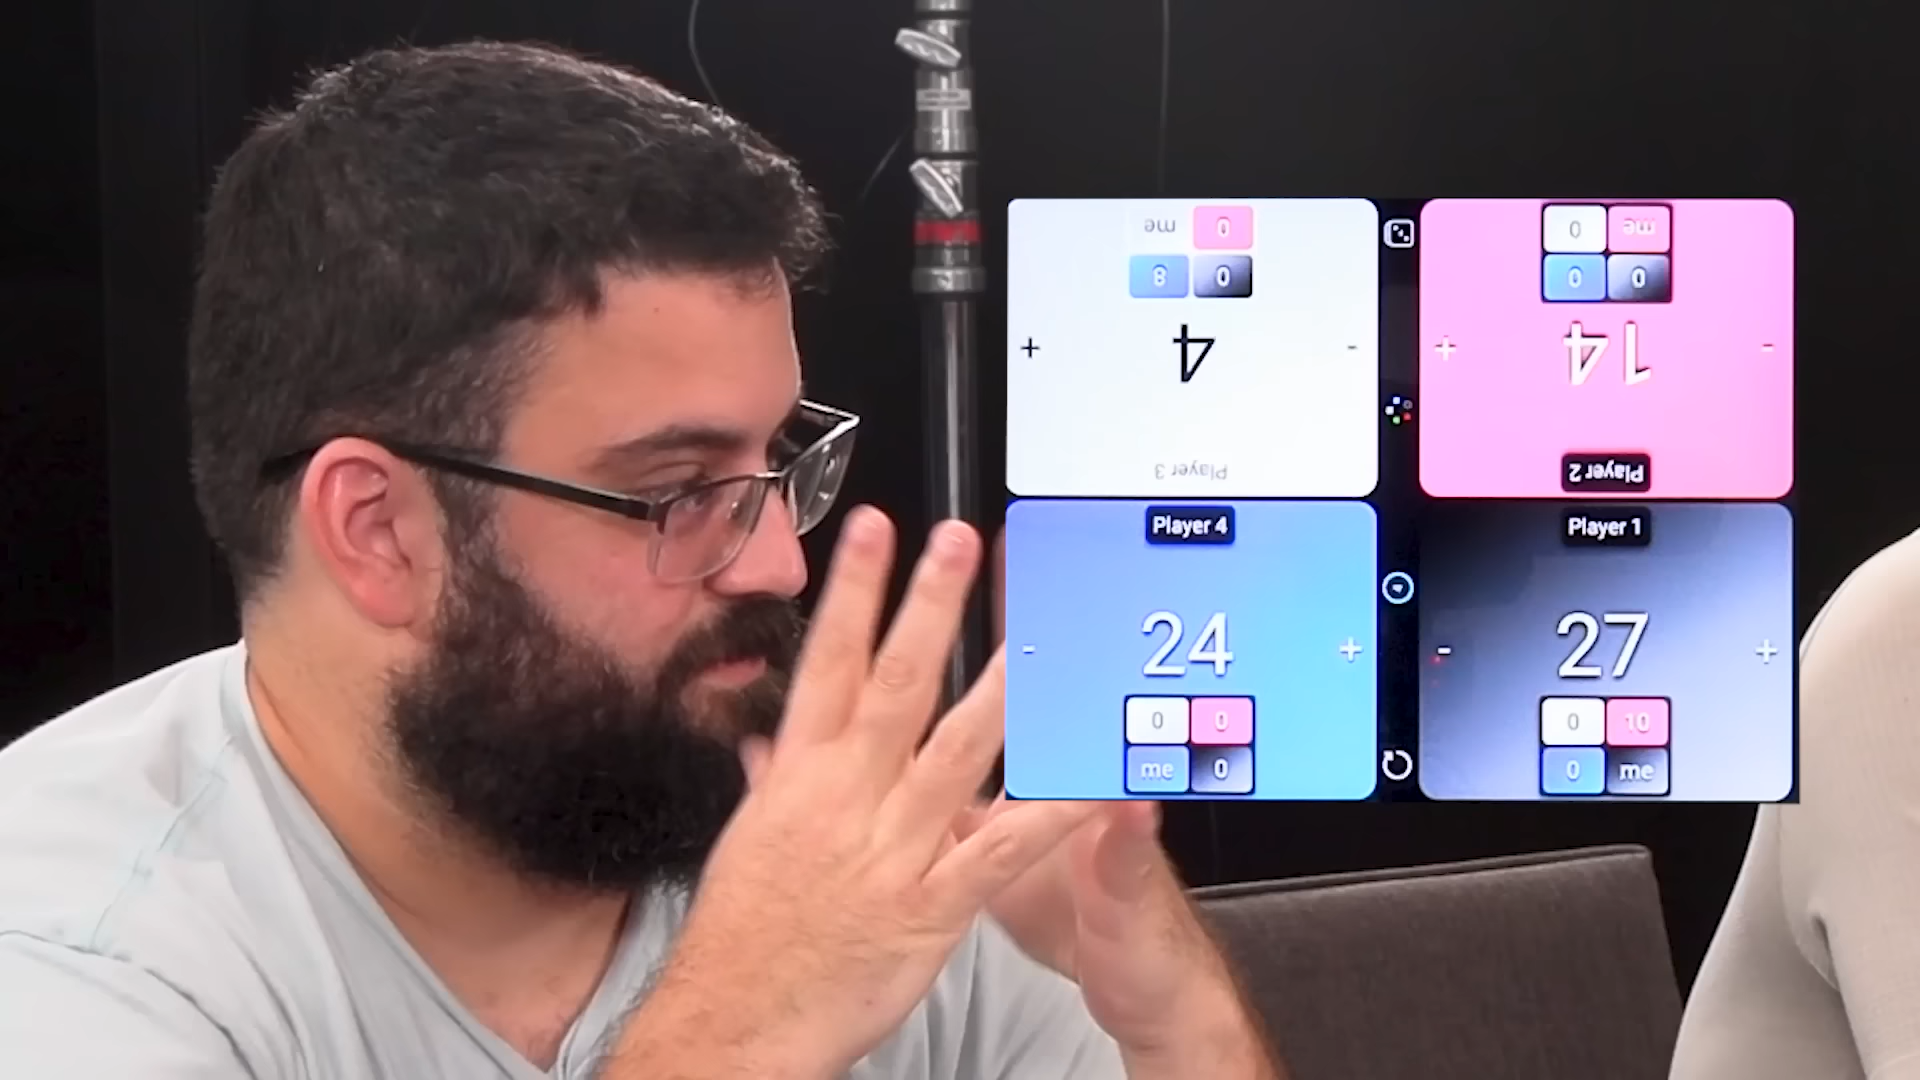 me 0
8 0
+ 4 -
Player 3
0 me
0 0
+ 14 -
Player 2
Player 4
- 24 +
0 0
me 0
Player 1
- 27 +
0 10
0 me